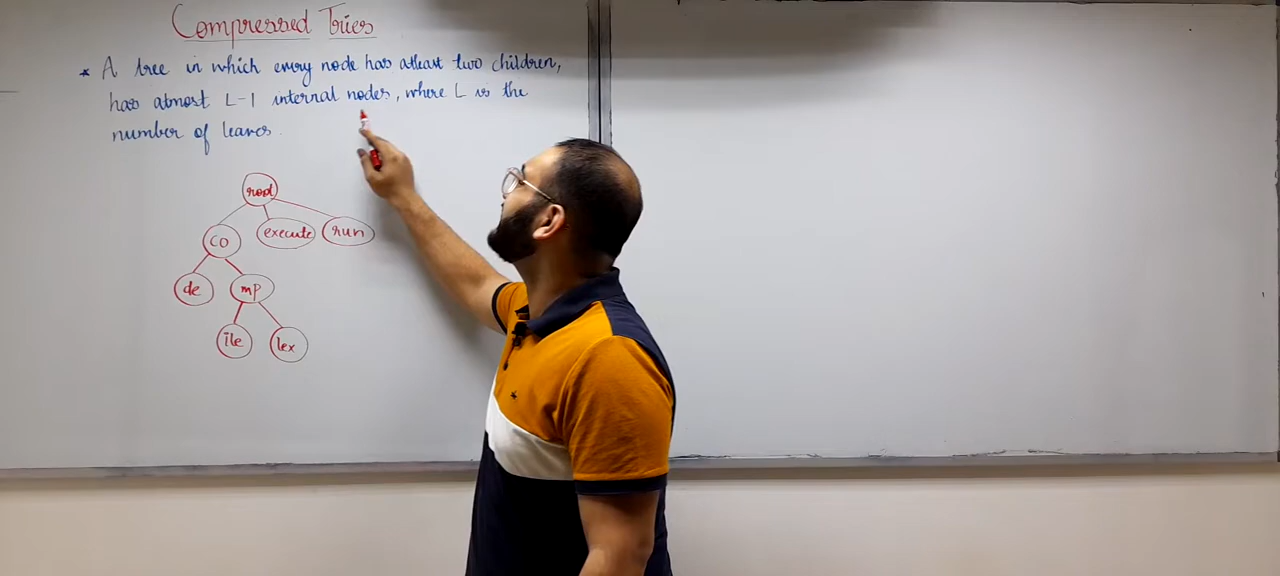 Compressed Tries
* A tree in which every node has atleast two children,
has atmost L-1 internal nodes, where L is the
number of leaves.
root
co execute run
de mp
ile lex